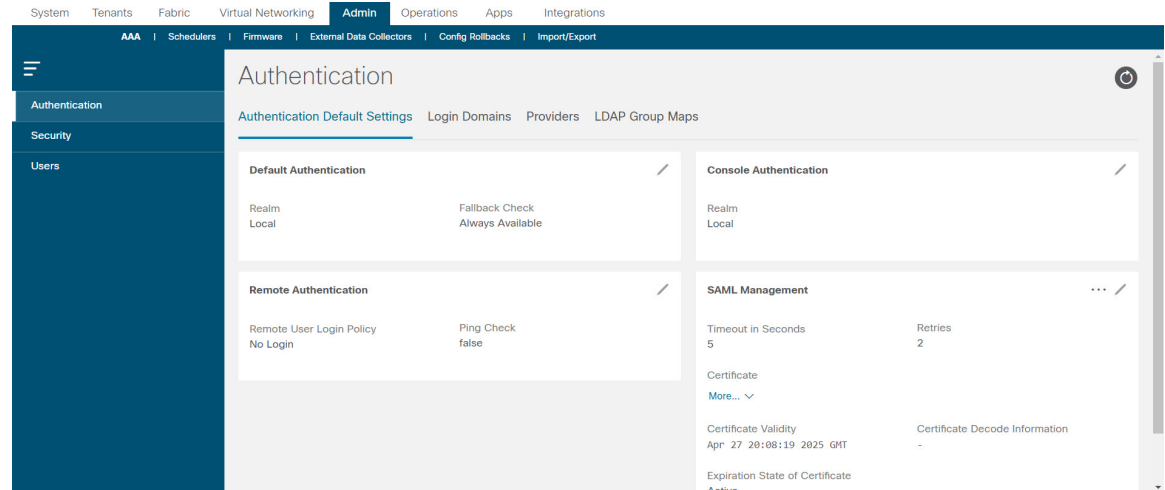 System Tenants Fabric Virtual Networking Admin Operations Apps Integrations
AAA | Schedulers | Firmware | External Data Collectors | Config Rollbacks | Import/Export
Authentication
Security
Users
Authentication
Authentication Default Settings Login Domains Providers LDAP Group Maps
Default Authentication
Realm Fallback Check
Local Always Available
Console Authentication
Realm
Local
Remote Authentication
Remote User Login Policy Ping Check
No Login false
SAML Management
Timeout in Seconds Retries
5 2
Certificate
More...
Certificate Validity Certificate Decode Information
Apr 27 20:08:19 2025 GMT -
Expiration State of Certificate
Active